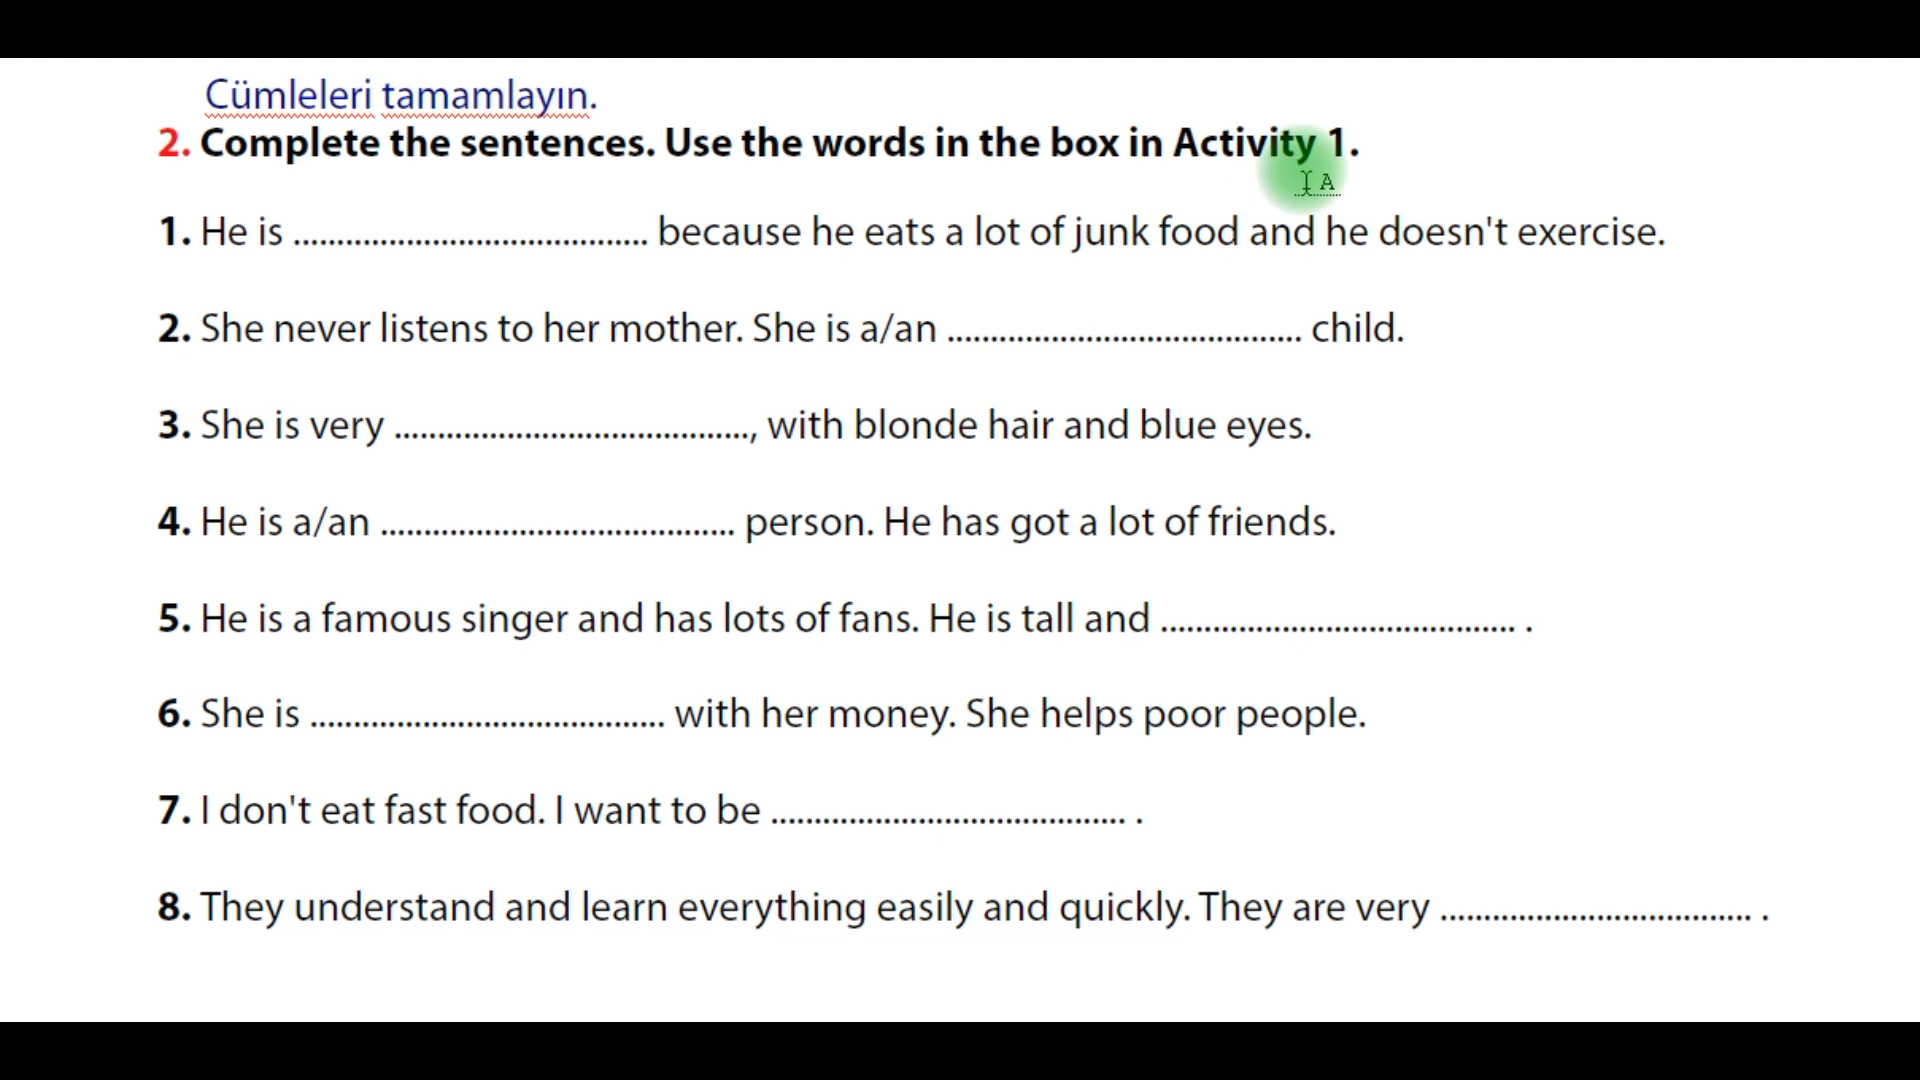 Cümleleri tamamlayın.
2. Complete the sentences. Use the words in the box in Activity 1.
A
1. He is ......................................... because he eats a lot of junk food and he doesn't exercise.
2. She never listens to her mother. She is a/an ......................................... child.
3. She is very ........................................., with blonde hair and blue eyes.
4. He is a/an ......................................... person. He has got a lot of friends.
5. He is a famous singer and has lots of fans. He is tall and ......................................... .
6. She is ......................................... with her money. She helps poor people.
7. I don't eat fast food. I want to be ......................................... .
8. They understand and learn everything easily and quickly. They are very .................................... .